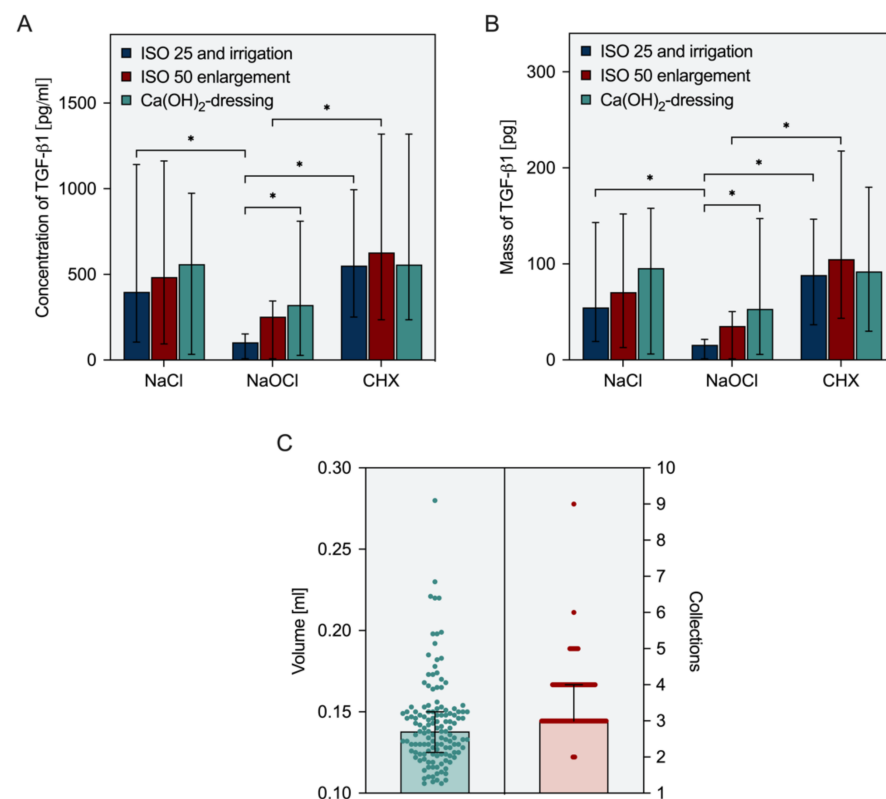 A
ISO 25 and irrigation
ISO 50 enlargement
Ca(OH)₂-dressing
Concentration of TGF-β1 [pg/ml]
1500
1000
500
0
*
*
*
*
NaCl
NaOCl
CHX
B
ISO 25 and irrigation
ISO 50 enlargement
Ca(OH)₂-dressing
Mass of TGF-β1 [pg]
300
200
100
0
*
*
*
*
NaCl
NaOCl
CHX
C
Volume [ml]
0.30
0.25
0.20
0.15
0.10
10
9
8
7
6
5
4
3
2
1
Collections